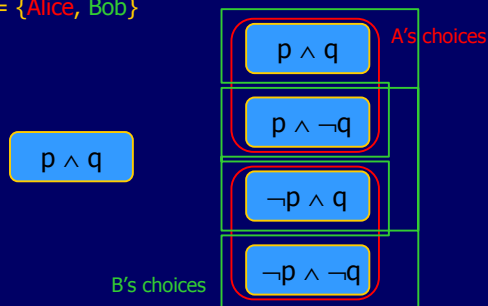 = {Alice, Bob}
p ∧ q
A's choices
p ∧ ¬q
p ∧ q
¬p ∧ q
¬p ∧ ¬q
B's choices